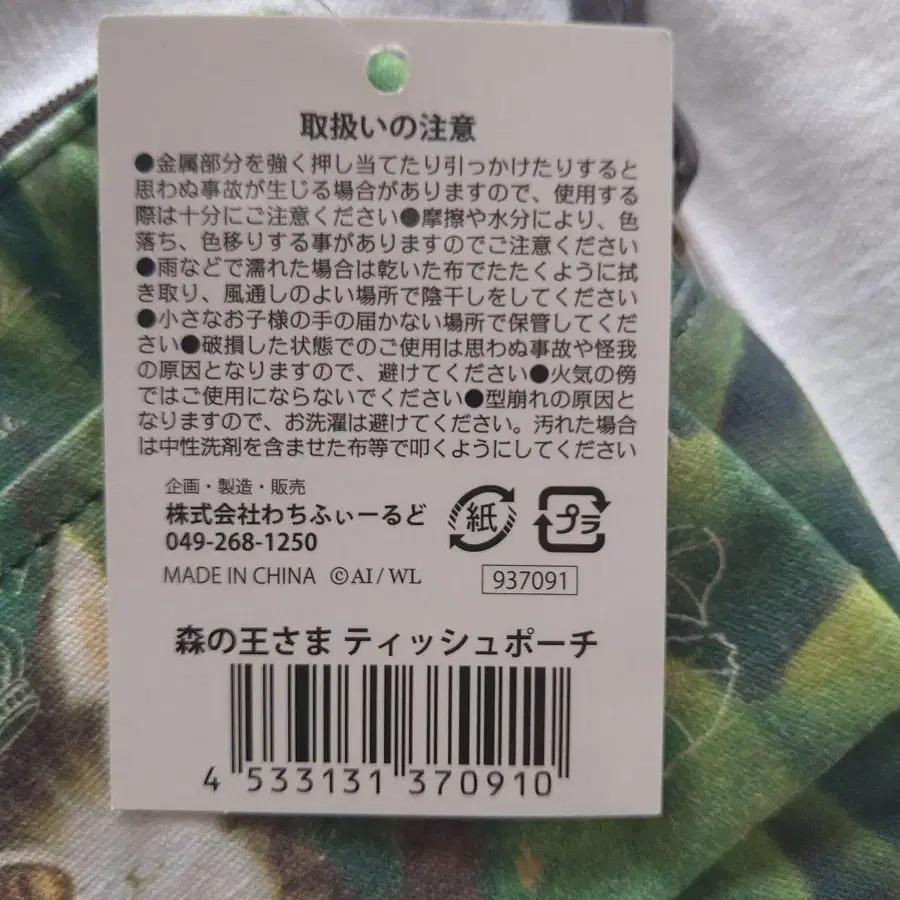 取扱いの注意
●金属部分を強く押し当てたり引っかけたりすると
思わぬ事故が生じる場合がありますので、使用する
際は十分にご注意ください●摩擦や水分により、色
落ち、色移りする事がありますのでご注意ください
●雨などで濡れた場合は乾いた布でたたくように拭
き取り、風通しのよい場所で陰干しをしてください
●小さなお子様の手の届かない場所で保管してくだ
さい●破損した状態でのご使用は思わぬ事故や怪我
の原因となりますので、避けてください●火気の傍
ではご使用にならないでください●型崩れの原因と
なりますので、お洗濯は避けてください。汚れた場合
は中性洗剤を含ませた布等で叩くようにしてください
企画・製造・販売
株式会社わちふぃーるど
049-268-1250
紙
プラ
MADE IN CHINA ©AI/WL
937091
森の王さま ティッシュポーチ
4 533131 370910